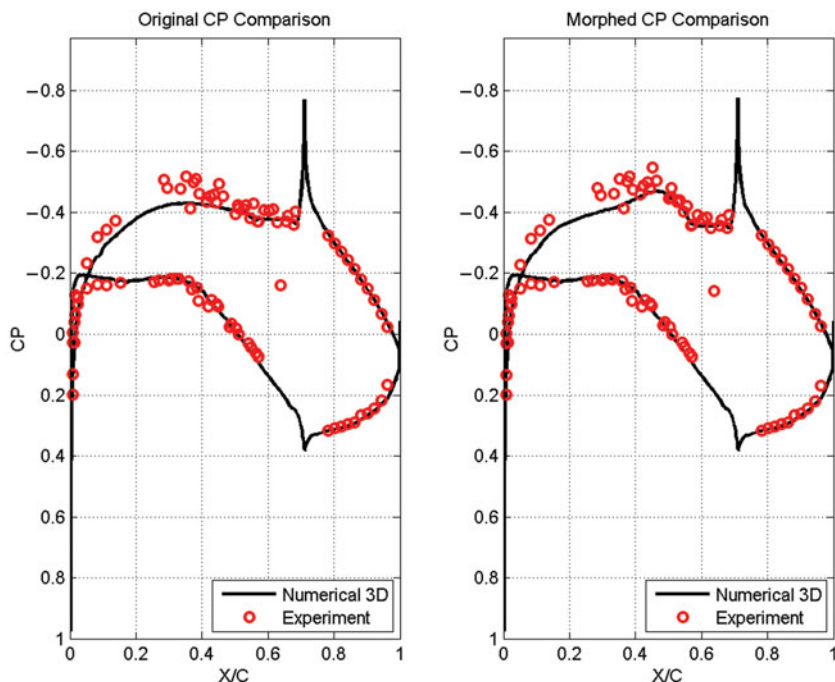 Original CP Comparison
−0.8
−0.6
−0.4
−0.2
0
0.2
0.4
0.6
0.8
1
CP
0 0.2 0.4 0.6 0.8 1
X/C
Numerical 3D
Experiment
Morphed CP Comparison
−0.8
−0.6
−0.4
−0.2
0
0.2
0.4
0.6
0.8
1
CP
0 0.2 0.4 0.6 0.8 1
X/C
Numerical 3D
Experiment